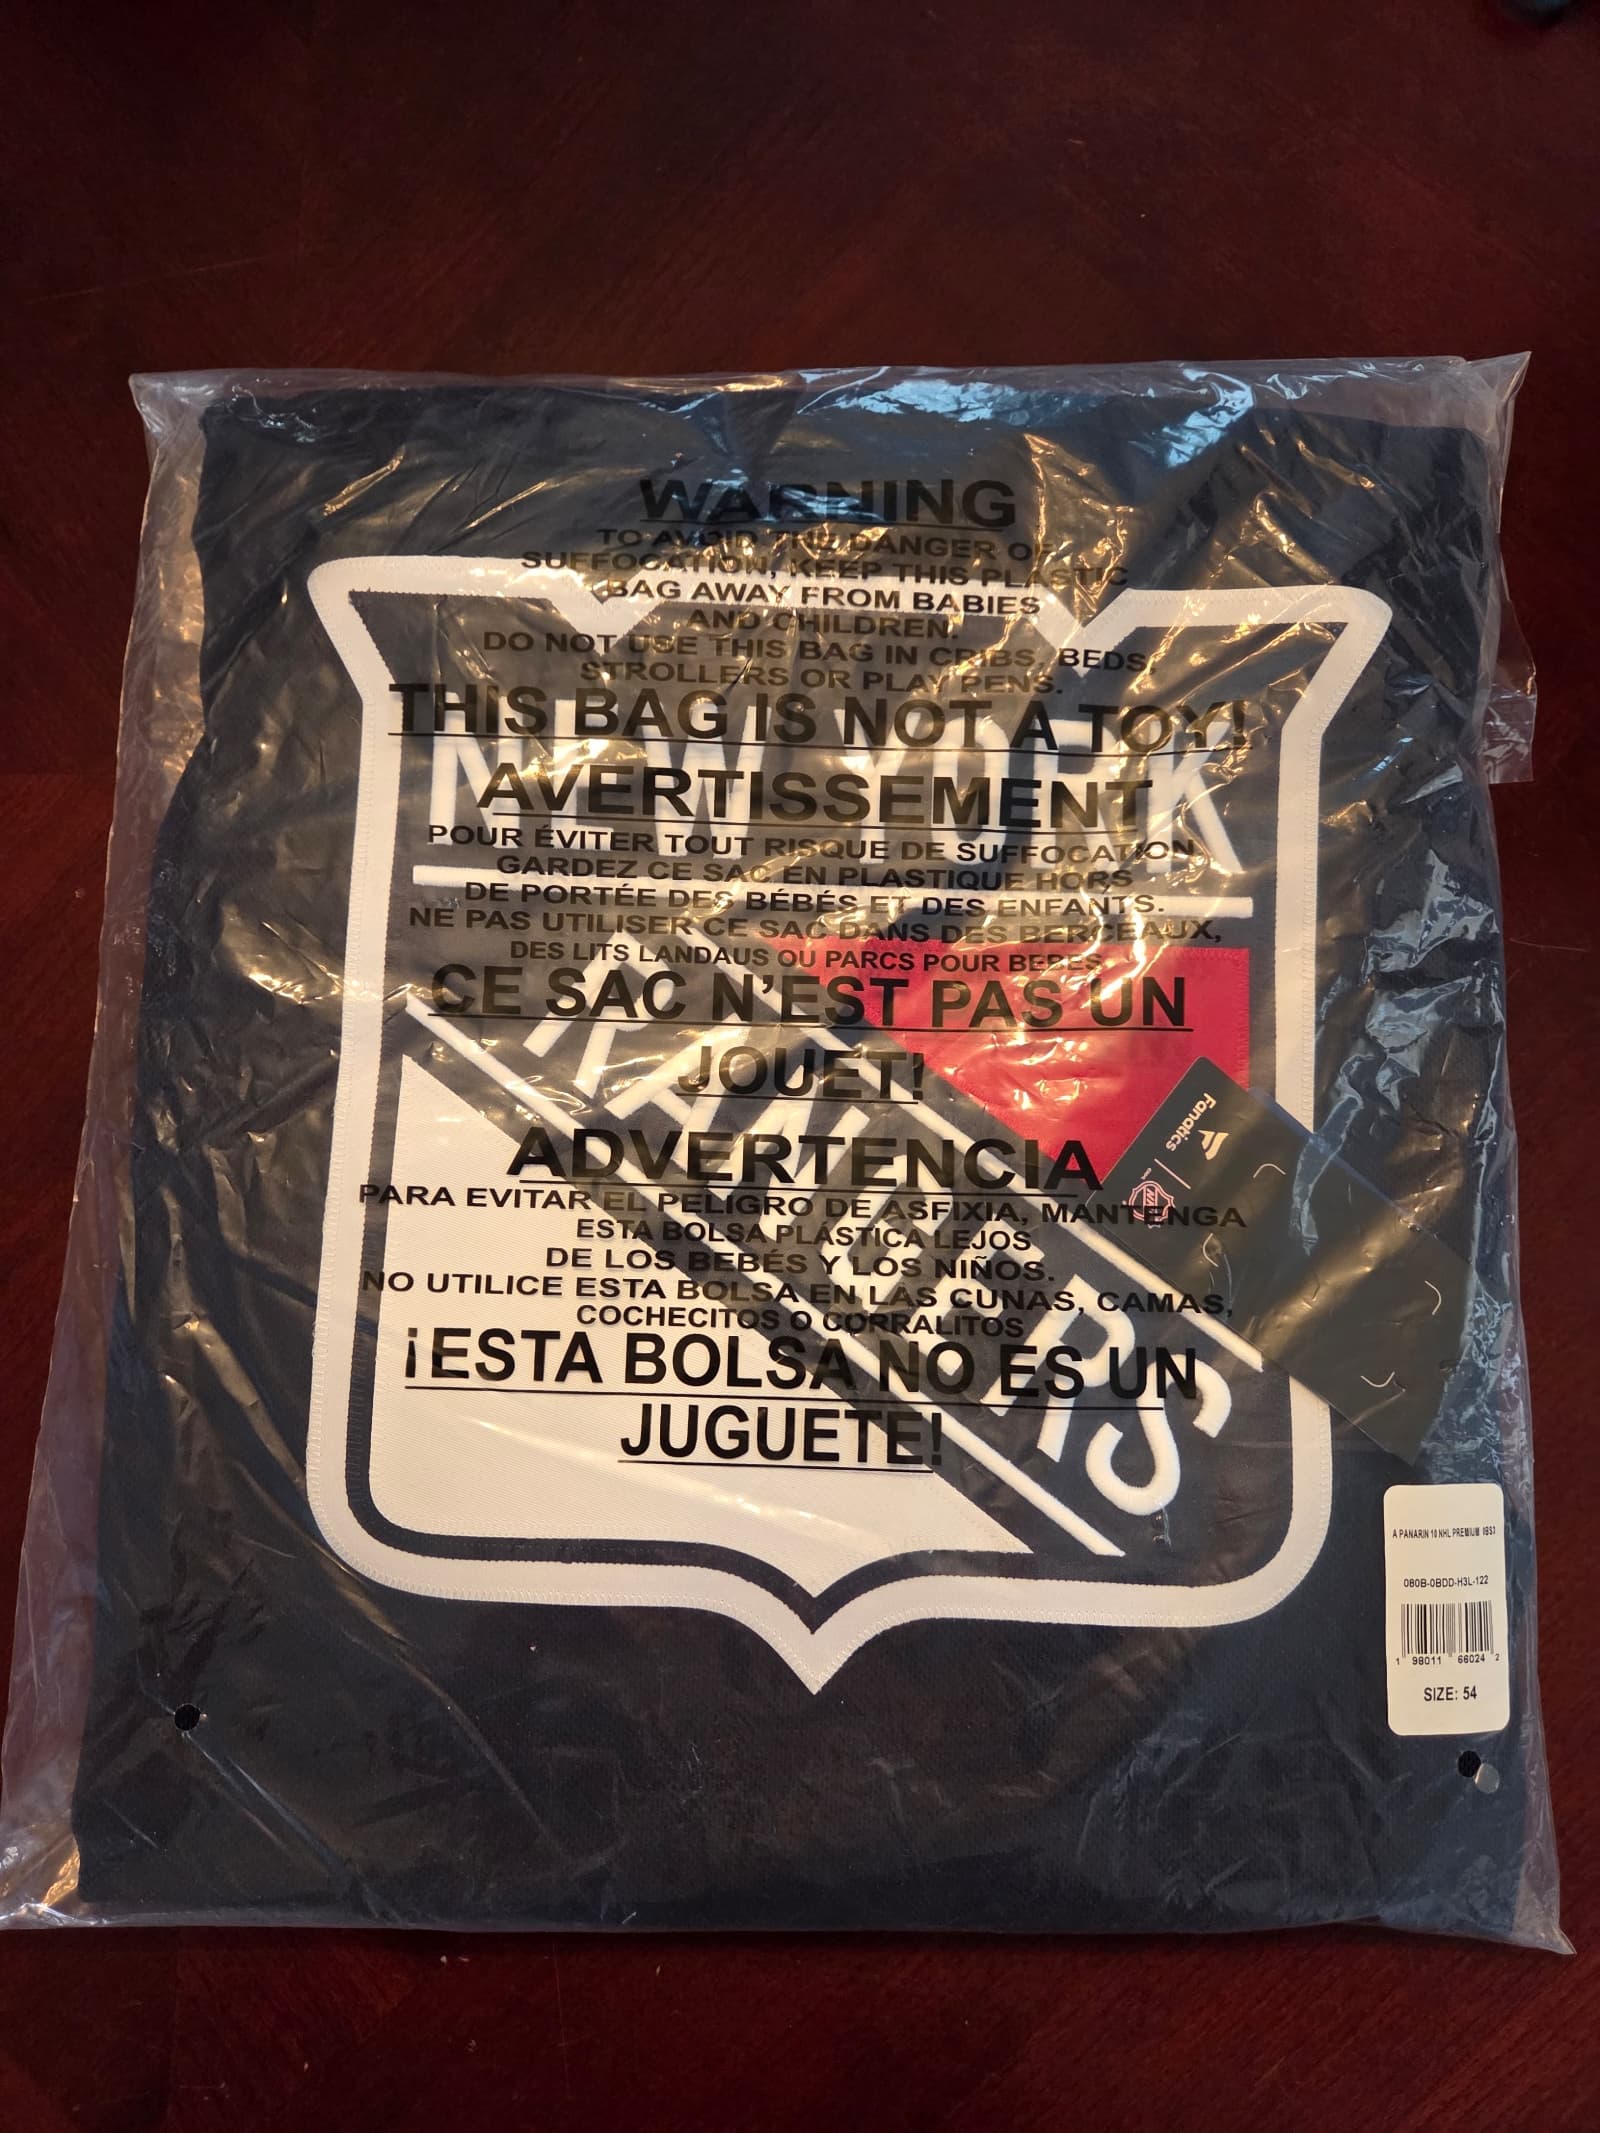 WARNING
TO AVOID THE DANGER OF
SUFFOCATION, KEEP THIS PLASTIC
BAG AWAY FROM BABIES
AND CHILDREN.
DO NOT USE THIS BAG IN CRIBS, BEDS,
STROLLERS OR PLAY PENS.
THIS BAG IS NOT A TOY!
NEW YORK
AVERTISSEMENT
POUR ÉVITER TOUT RISQUE DE SUFFOCATION,
GARDEZ CE SAC EN PLASTIQUE HORS
DE PORTÉE DES BÉBÉS ET DES ENFANTS.
NE PAS UTILISER CE SAC DANS DES BERCEAUX,
DES LITS LANDAUS OU PARCS POUR BEBES.
CE SAC N'EST PAS UN
JOUET!
RANGERS
Fanatics
ADVERTENCIA
PARA EVITAR EL PELIGRO DE ASFIXIA, MANTENGA
ESTA BOLSA PLÁSTICA LEJOS
DE LOS BEBÉS Y LOS NIÑOS.
NO UTILICE ESTA BOLSA EN LAS CUNAS, CAMAS,
COCHECITOS O CORRALITOS
¡ESTA BOLSA NO ES UN
JUGUETE!
A PANARIN 10 NHL PREMIUM
080B-0BDD-H3L-122
1 98011 66024 2
SIZE: 54